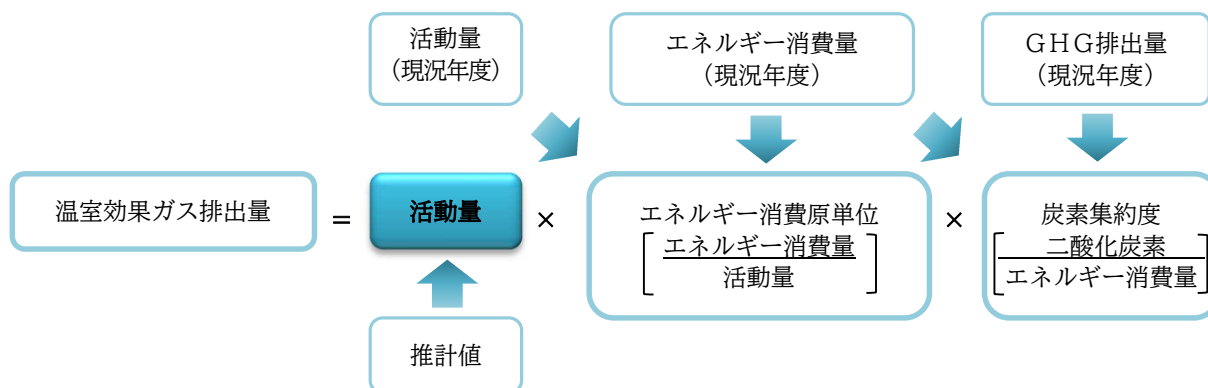 活動量
（現況年度）
エネルギー消費量
（現況年度）
ＧＨＧ排出量
（現況年度）
温室効果ガス排出量
＝
活動量
×
エネルギー消費原単位
エネルギー消費量
活動量
×
炭素集約度
二酸化炭素
エネルギー消費量
推計値